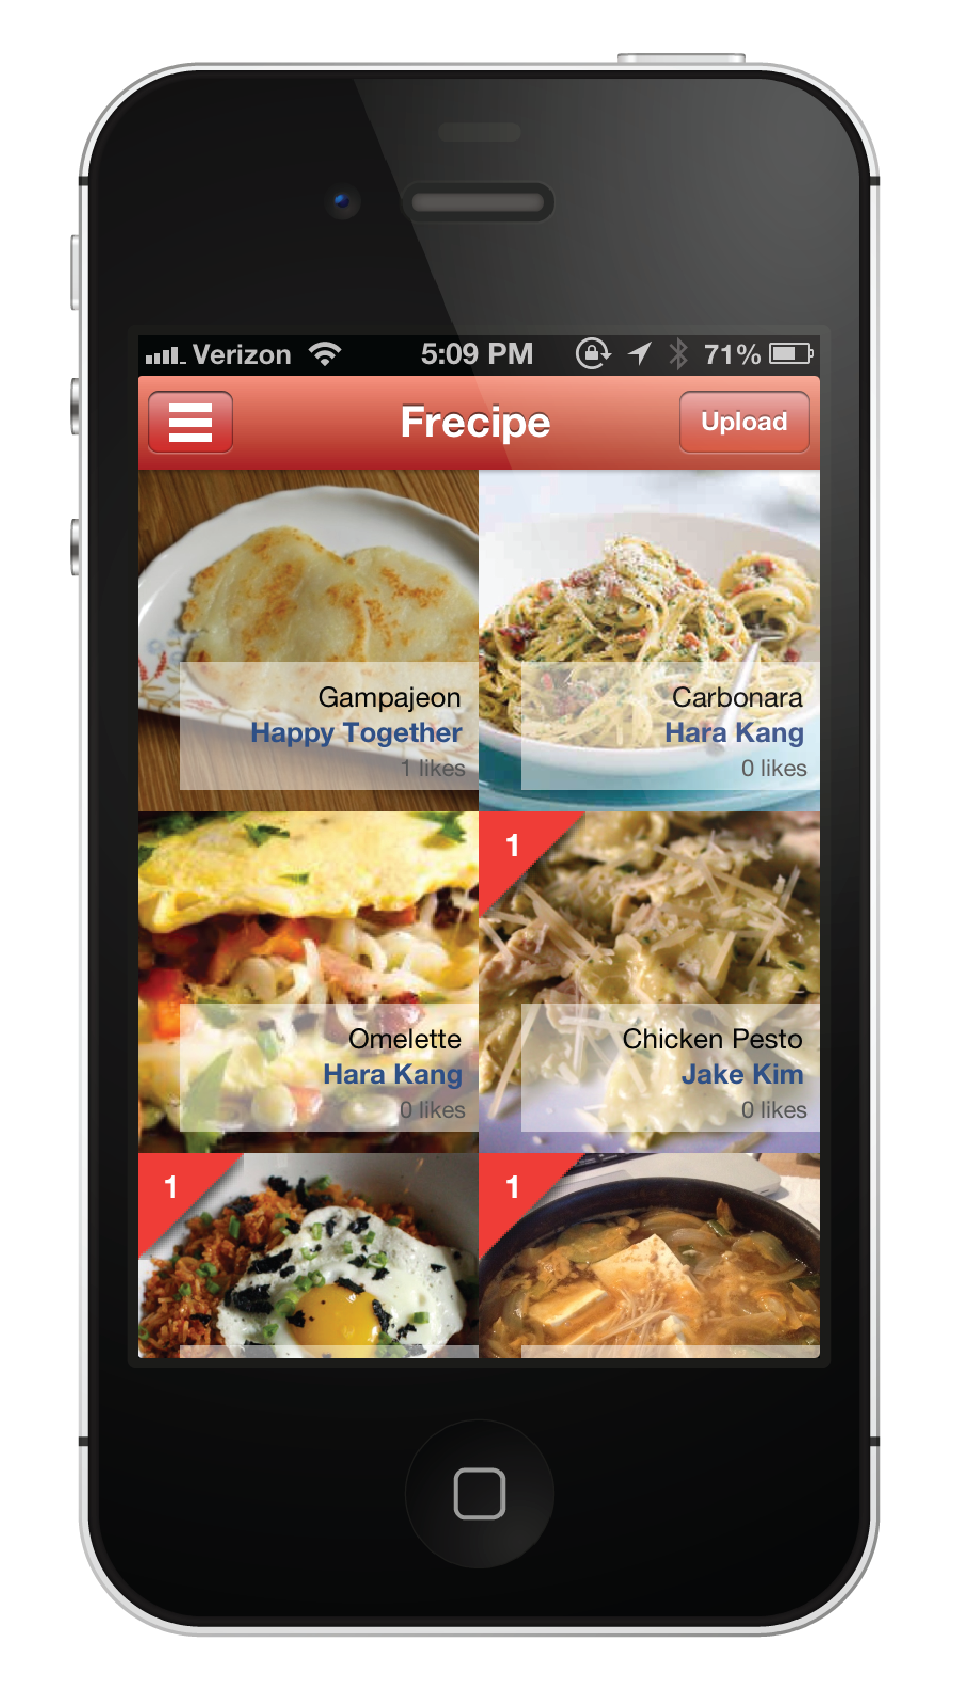 Verizon 5:09 PM 71%
Frecipe
Upload
Gampajeon
Happy Together
1 likes
Carbonara
Hara Kang
0 likes
Omelette
Hara Kang
0 likes
1
Chicken Pesto
Jake Kim
0 likes
1
1